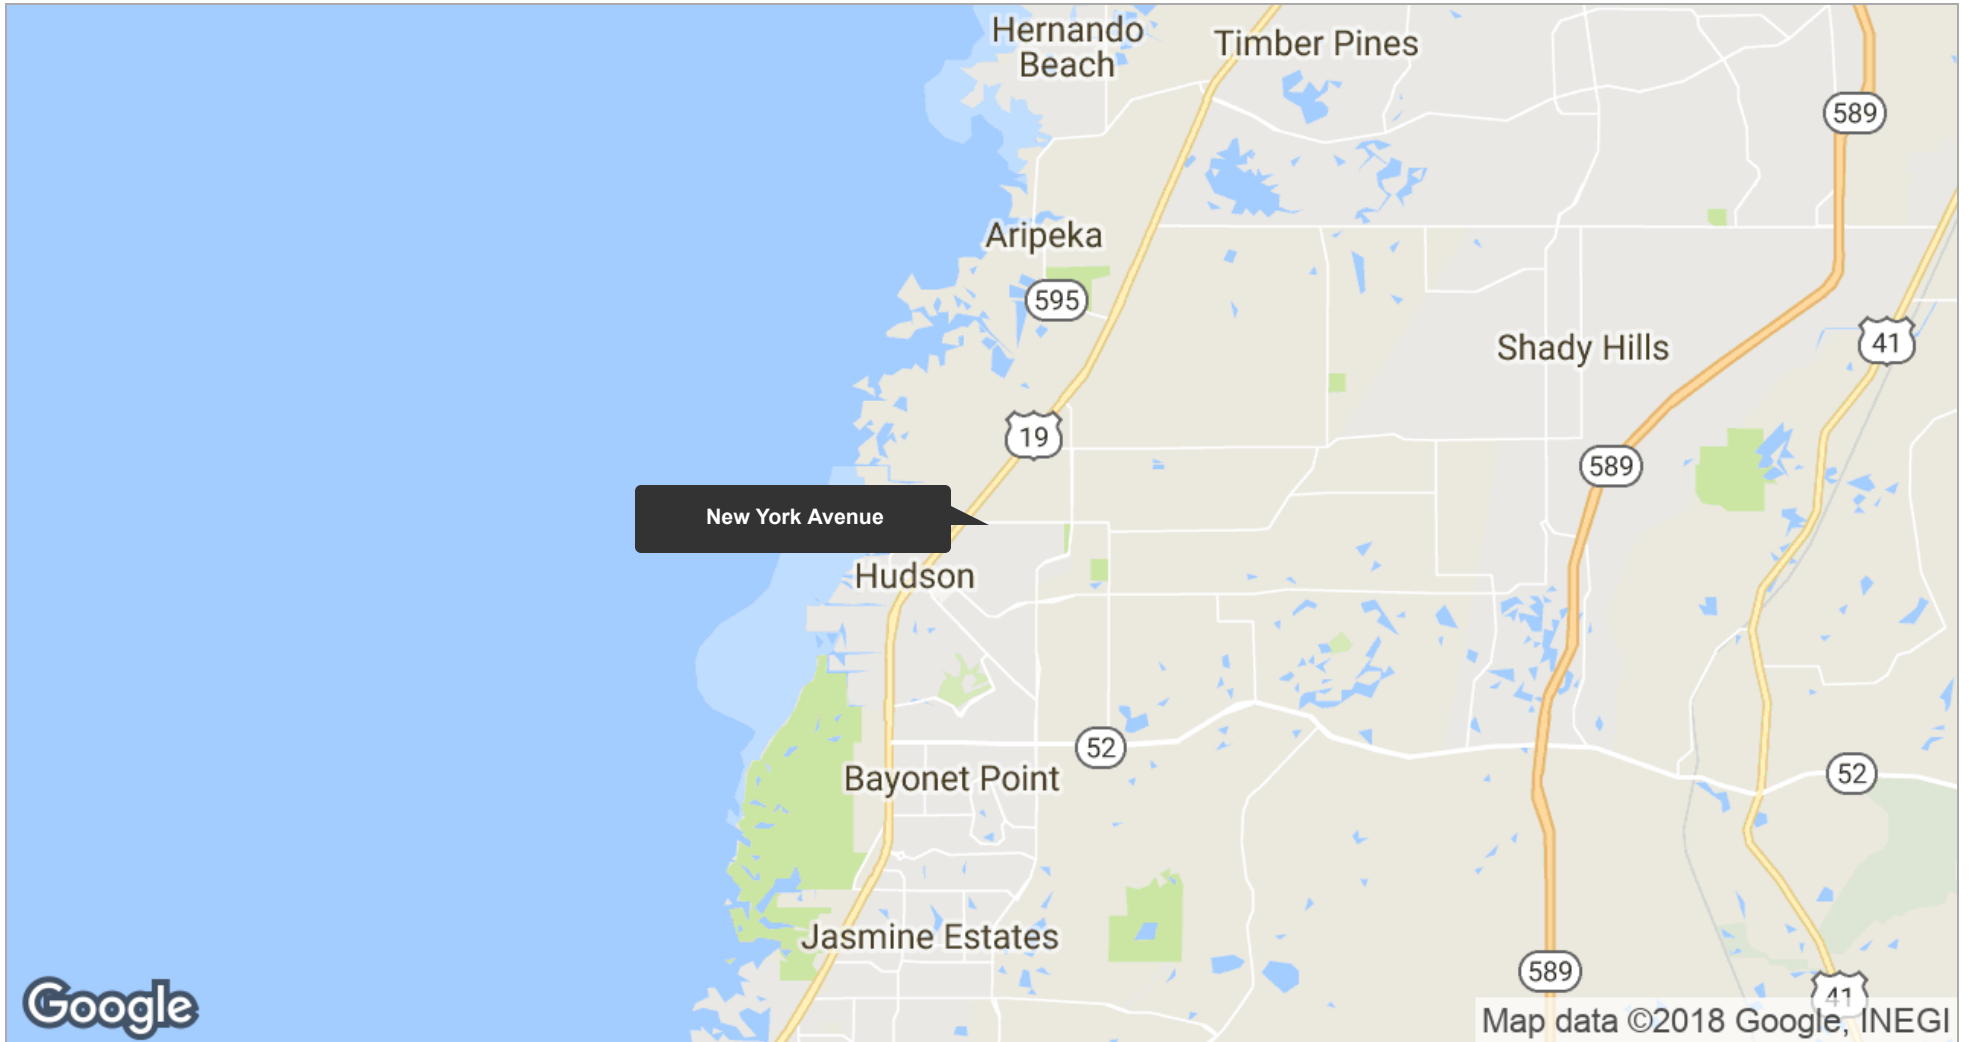 Hernando
Beach
Timber Pines
589
Aripeka
595
Shady Hills
41
19
589
New York Avenue
Hudson
52
Bayonet Point
52
Jasmine Estates
589
41
Google
Map data ©2018 Google, INEGI